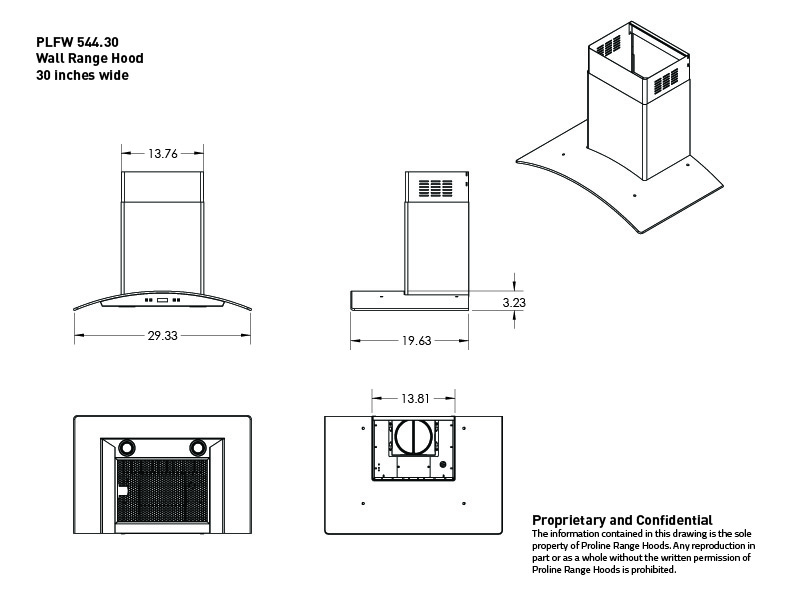 PLFW 544.30
Wall Range Hood
30 inches wide
13.76
3.23
29.33
19.63
13.81
Proprietary and Confidential
The information contained in this drawing is the sole
property of Proline Range Hoods. Any reproduction in
part or as a whole without the written permission of
Proline Range Hoods is prohibited.